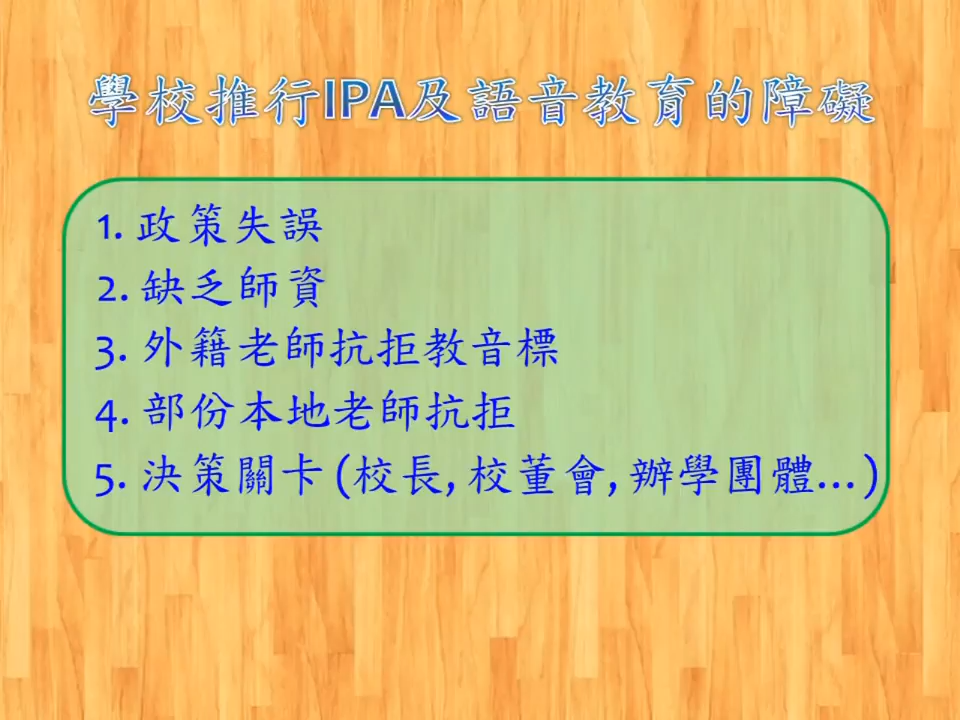 學校推行IPA及語音教育的障礙
1. 政策失誤
2. 缺乏師資
3. 外籍老師抗拒教音標
4. 部份本地老師抗拒
5. 決策關卡 (校長, 校董會, 辦學團體...)